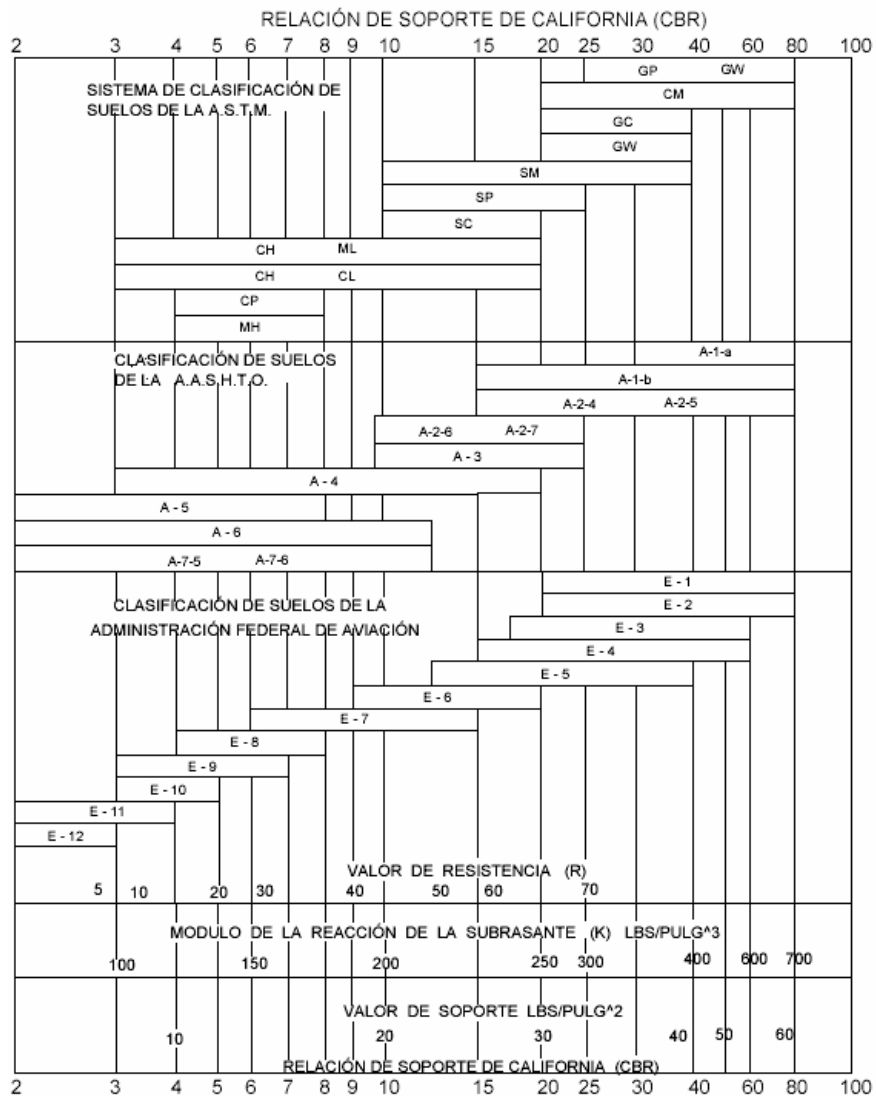 RELACIÓN DE SOPORTE DE CALIFORNIA (CBR)
2 3 4 5 6 7 8 9 10 15 20 25 30 40 50 60 80 100
GP GW
SISTEMA DE CLASIFICACIÓN DE
SUELOS DE LA A.S.T.M.
CM
GC
GW
SM
SP
SC
CH ML
CH CL
CP
MH
CLASIFICACIÓN DE SUELOS
DE LA A.A.S.H.T.O.
A-1-a
A-1-b
A-2-4 A-2-5
A-2-6 A-2-7
A - 3
A - 4
A - 5
A - 6
A-7-5 A-7-6
CLASIFICACIÓN DE SUELOS DE LA
ADMINISTRACIÓN FEDERAL DE AVIACIÓN
E - 1
E - 2
E - 3
E - 4
E - 5
E - 6
E - 7
E - 8
E - 9
E - 10
E - 11
E - 12
VALOR DE RESISTENCIA (R)
5 10 20 30 40 50 60 70
MODULO DE LA REACCIÓN DE LA SUBRASANTE (K) LBS/PULG^3
100 150 200 250 300 400 600 700
VALOR DE SOPORTE LBS/PULG^2
10 20 30 40 50 60
RELACIÓN DE SOPORTE DE CALIFORNIA (CBR)
2 3 4 5 6 7 8 9 10 15 20 25 30 40 50 60 80 100